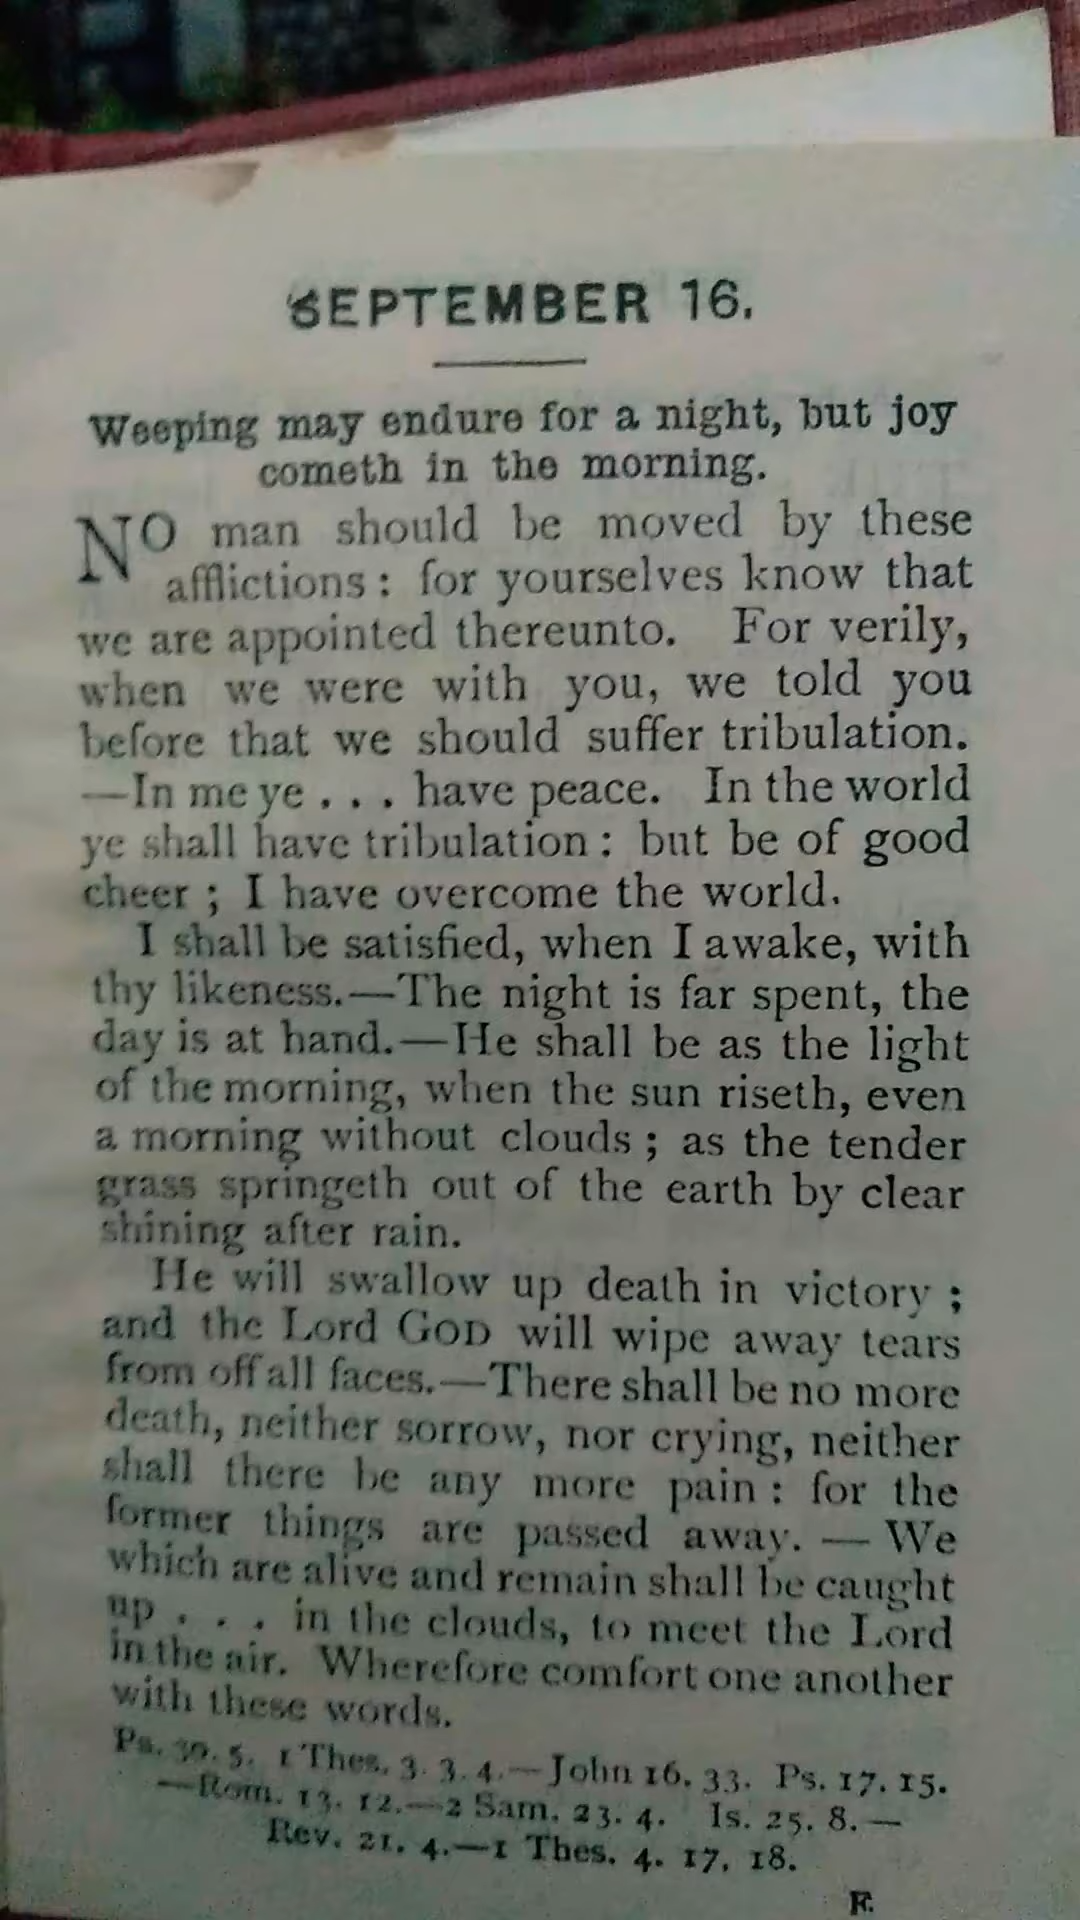 SEPTEMBER 16.
Weeping may endure for a night, but joy
cometh in the morning.
NO man should be moved by these
afflictions: for yourselves know that
we are appointed thereunto. For verily,
when we were with you, we told you
before that we should suffer tribulation.
—In me ye . . . have peace. In the world
ye shall have tribulation: but be of good
cheer; I have overcome the world.
I shall be satisfied, when I awake, with
thy likeness.—The night is far spent, the
day is at hand.—He shall be as the light
of the morning, when the sun riseth, even
a morning without clouds; as the tender
grass springeth out of the earth by clear
shining after rain.
He will swallow up death in victory;
and the Lord GOD will wipe away tears
from off all faces.—There shall be no more
death, neither sorrow, nor crying, neither
shall there be any more pain: for the
former things are passed away. — We
which are alive and remain shall be caught
up . . . in the clouds, to meet the Lord
in the air. Wherefore comfort one another
with these words.
Ps. 30. 5. 1 Thes. 3. 3. 4.—John 16. 33. Ps. 17. 15.
—Rom. 13. 12.—2 Sam. 23. 4. Is. 25. 8.—
Rev. 21. 4.—1 Thes. 4. 17, 18.
F.